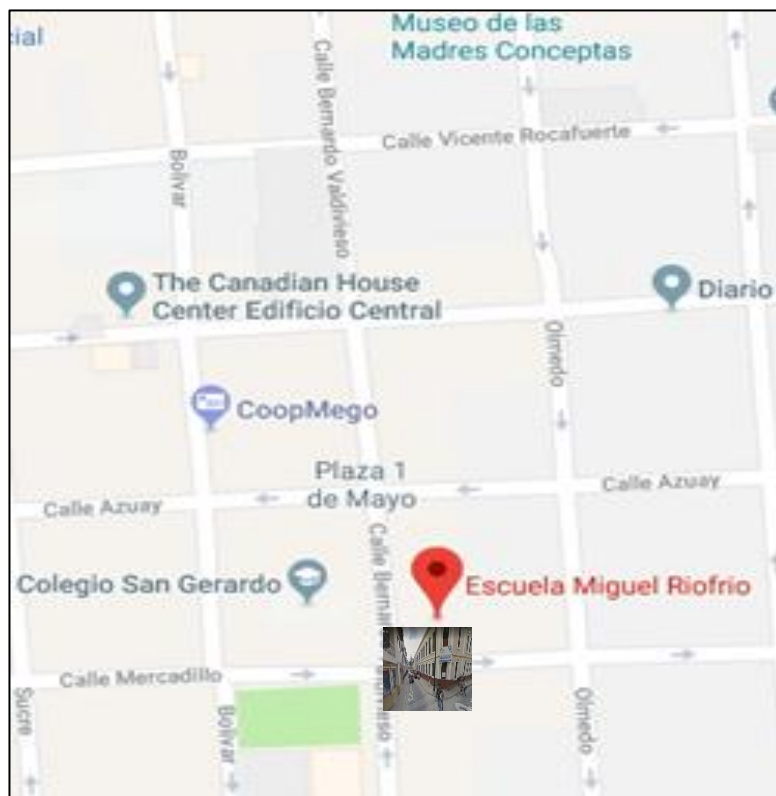 cial
Museo de las
Madres Conceptas
Calle Bernardo Valdivieso
Calle Vicente Rocafuerte
Bolívar
The Canadian House
Center Edificio Central
Diario
Olmedo
CoopMego
Plaza 1
de Mayo
Calle Azuay
Calle Azuay
Colegio San Gerardo
Escuela Miguel Riofrio
Calle Mercadillo
Sucre
Bolívar
Olmedo